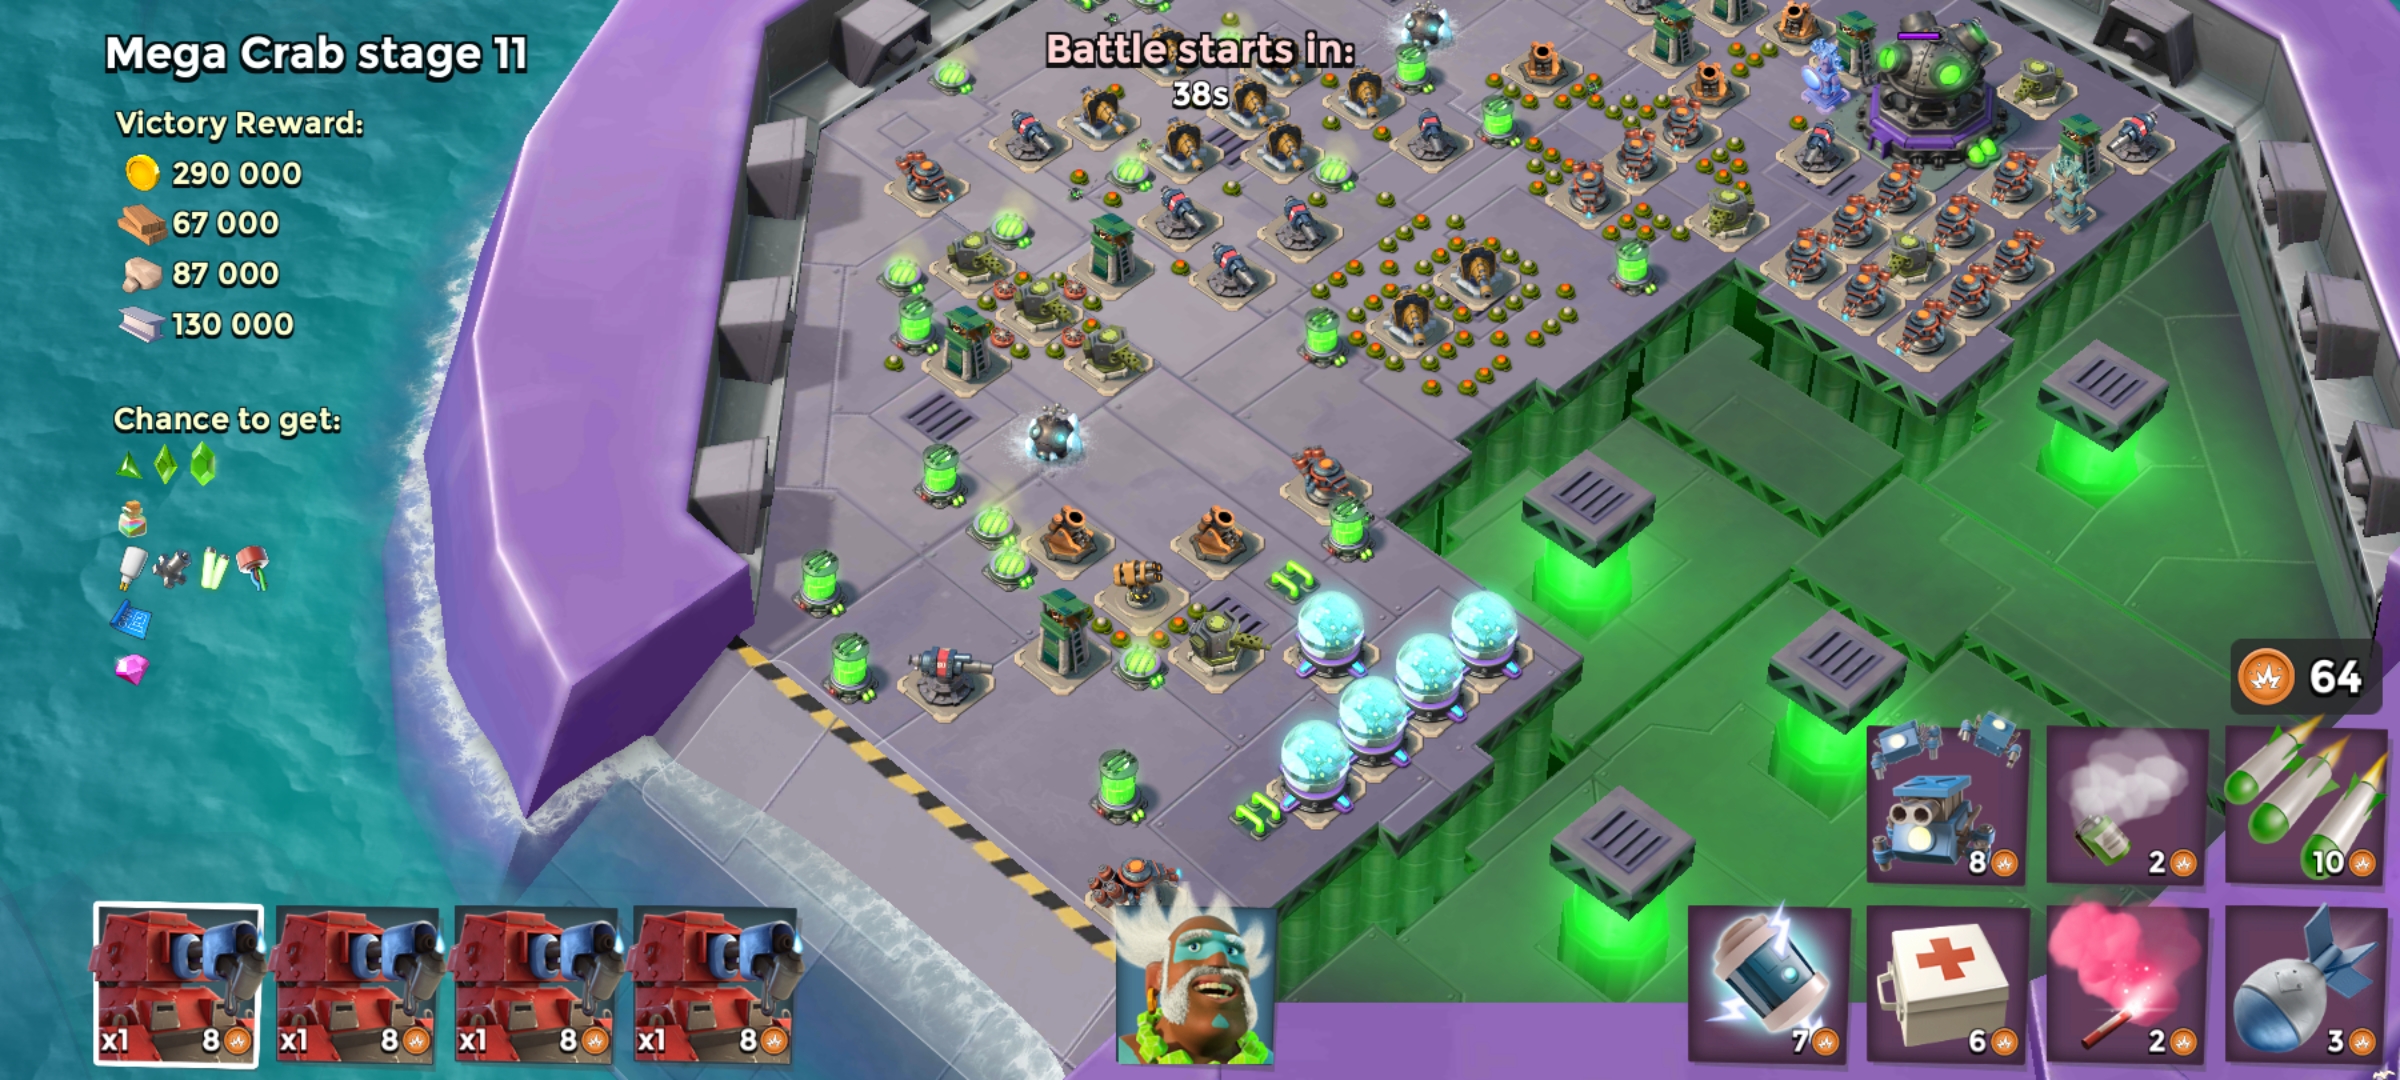 Mega Crab stage 11
Battle starts in:
38s
Victory Reward:
290 000
67 000
87 000
130 000
Chance to get:
64
8
2
10
x1 8
x1 8
x1 8
x1 8
7
6
2
3